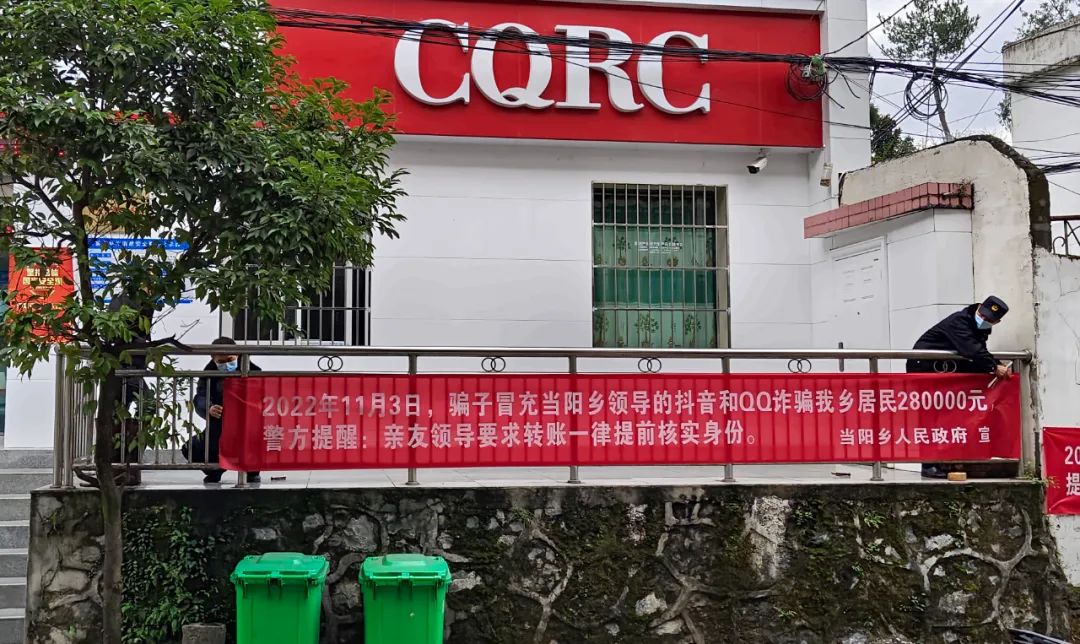 CQRC
2022年11月3日，骗子冒充当阳乡领导的抖音和QQ诈骗我乡居民280000元，
警方提醒：亲友领导要求转账一律提前核实身份。 当阳乡人民政府 宣
20
提